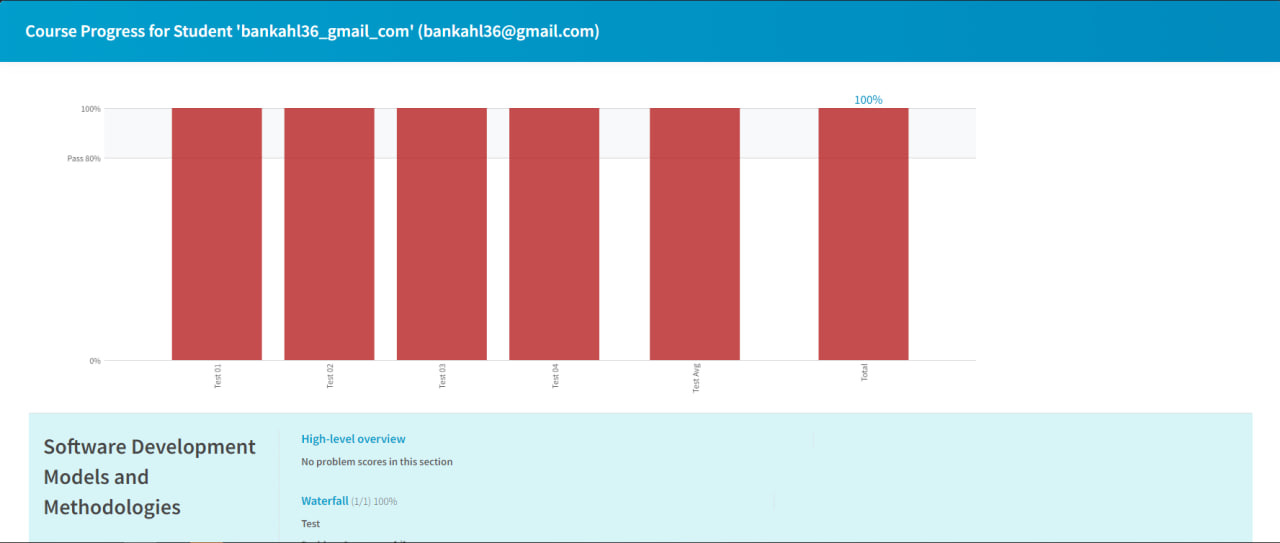 Course Progress for Student 'bankahl36_gmail_com' (bankahl36@gmail.com)
100%
100%
Pass 80%
0%
Test 01
Test 02
Test 03
Test 04
Test Avg
Total
Software Development
Models and
Methodologies
High-level overview
No problem scores in this section
Waterfall (1/1) 100%
Test